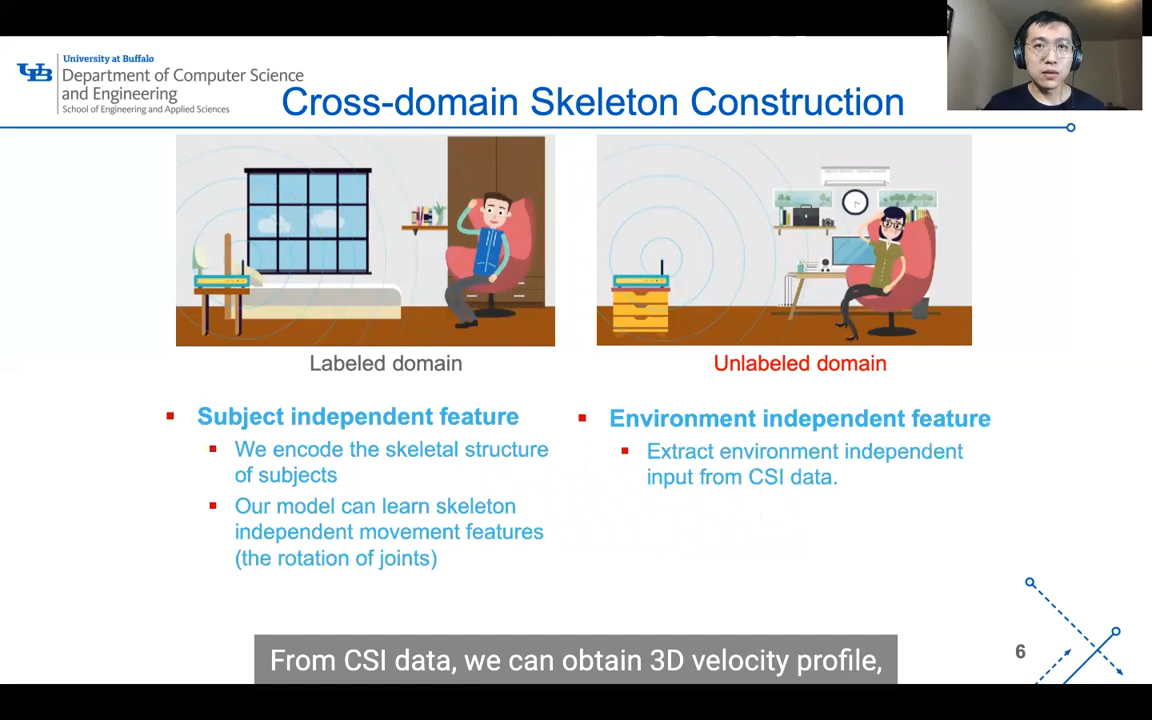 University at Buffalo
Department of Computer Science
and Engineering
School of Engineering and Applied Sciences
Cross-domain Skeleton Construction
Labeled domain
Unlabeled domain
Subject independent feature
We encode the skeletal structure
of subjects
Our model can learn skeleton
independent movement features
(the rotation of joints)
Environment independent feature
Extract environment independent
input from CSI data.
From CSI data, we can obtain 3D velocity profile,
6